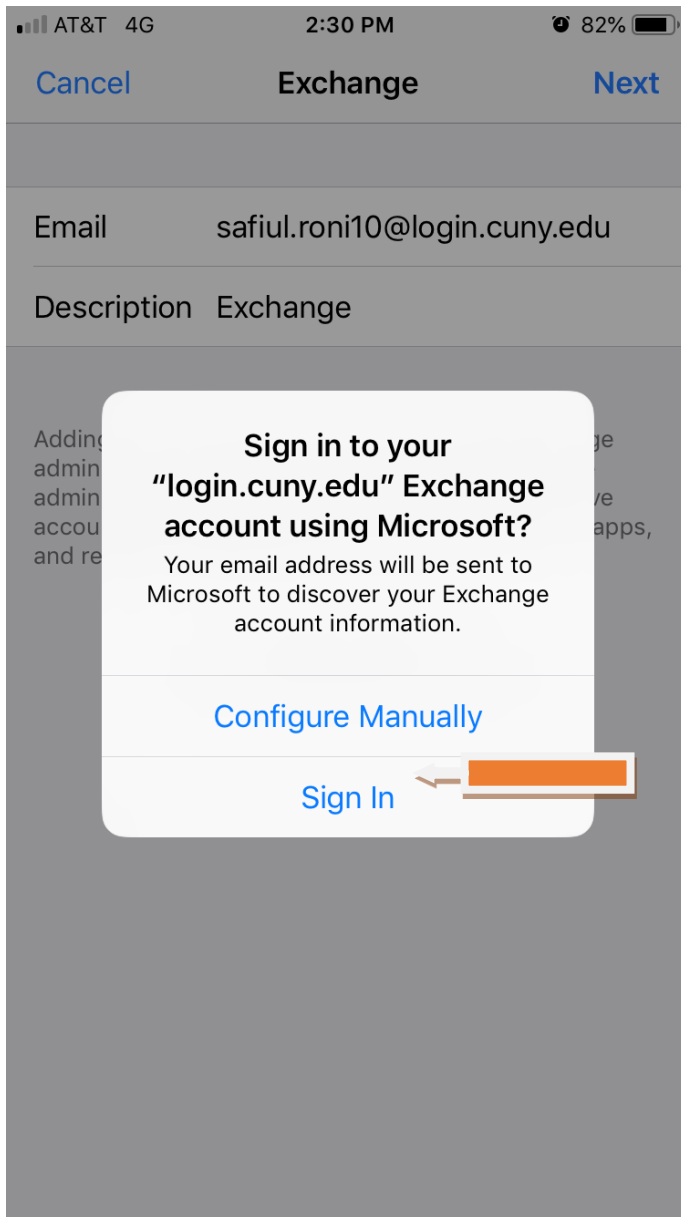 AT&T 4G 2:30 PM 82%
Cancel Exchange Next
Email safiul.roni10@login.cuny.edu
Description Exchange
Sign in to your
“login.cuny.edu” Exchange
account using Microsoft?
Your email address will be sent to
Microsoft to discover your Exchange
account information.
apps,
and
Configure Manually
Sign In